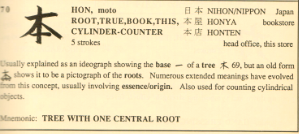 70
本
HON, moto 日本 NIHON/NIPPON Japan
ROOT,TRUE,BOOK,THIS, 本屋 HONYA bookstore
CYLINDER-COUNTER 本店 HONTEN head office, this store
5 strokes
Usually explained as an ideograph showing the base 一 of a tree 木 69, but an old form
shows it to be a pictograph of the roots. Numerous extended meanings have evolved
from this concept, usually involving essence/origin. Also used for counting cylindrical
objects.
Mnemonic: TREE WITH ONE CENTRAL ROOT